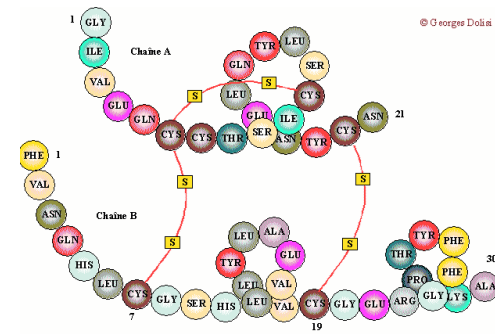 © Georges Dolisi
1
Chaîne A
GLY
ILE
VAL
GLU
GLN
CYS
CYS
THR
SER
ILE
CYS
SER
LEU
TYR
GLN
LEU
GLU
ASN
TYR
CYS
ASN
21
S
S
S
S
S
S
1
Chaîne B
PHE
VAL
ASN
GLN
HIS
LEU
CYS
7
GLY
SER
HIS
LEU
VAL
GLU
ALA
LEU
TYR
LEU
VAL
CYS
19
GLY
GLU
ARG
GLY
PHE
PHE
TYR
THR
PRO
LYS
ALA
30